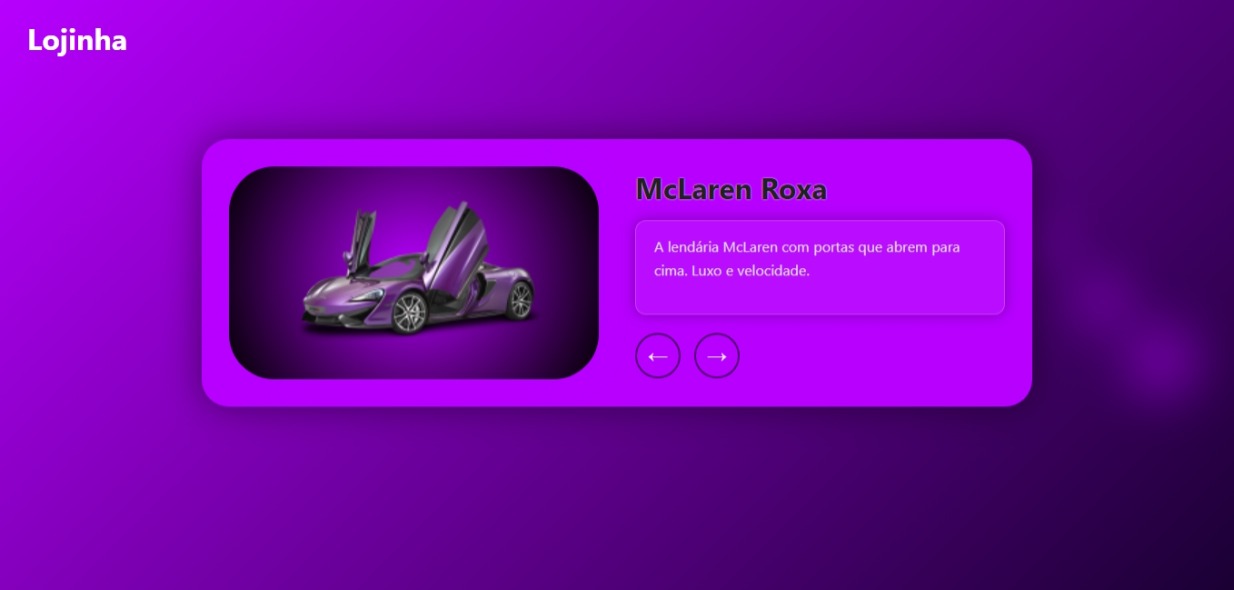 Lojinha
McLaren Roxa
A lendária McLaren com portas que abrem para
cima. Luxo e velocidade.
← →